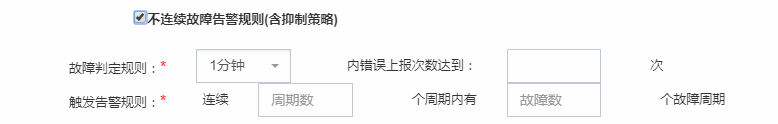 不连续故障告警规则(含抑制策略)
故障判定规则：* 1分钟 内错误上报次数达到： 次
触发告警规则：* 连续 周期数 个周期内有 故障数 个故障周期